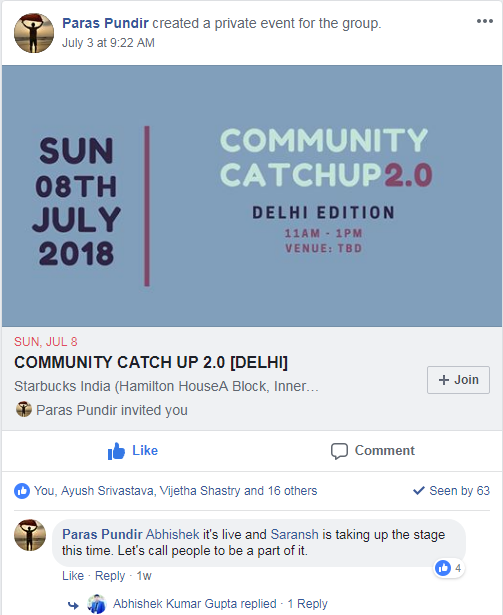 Paras Pundir created a private event for the group.
July 3 at 9:22 AM
SUN
08TH
JULY
2018
COMMUNITY
CATCHUP2.0
DELHI EDITION
11AM - 1PM
VENUE: TBD
SUN, JUL 8
COMMUNITY CATCH UP 2.0 [DELHI]
Starbucks India (Hamilton HouseA Block, Inner…
+ Join
Paras Pundir invited you
Like
Comment
You, Ayush Srivastava, Vijetha Shastry and 16 others
Seen by 63
Paras Pundir Abhishek it's live and Saransh is taking up the stage
this time. Let's call people to be a part of it.
4
Like · Reply · 1w
Abhishek Kumar Gupta replied · 1 Reply